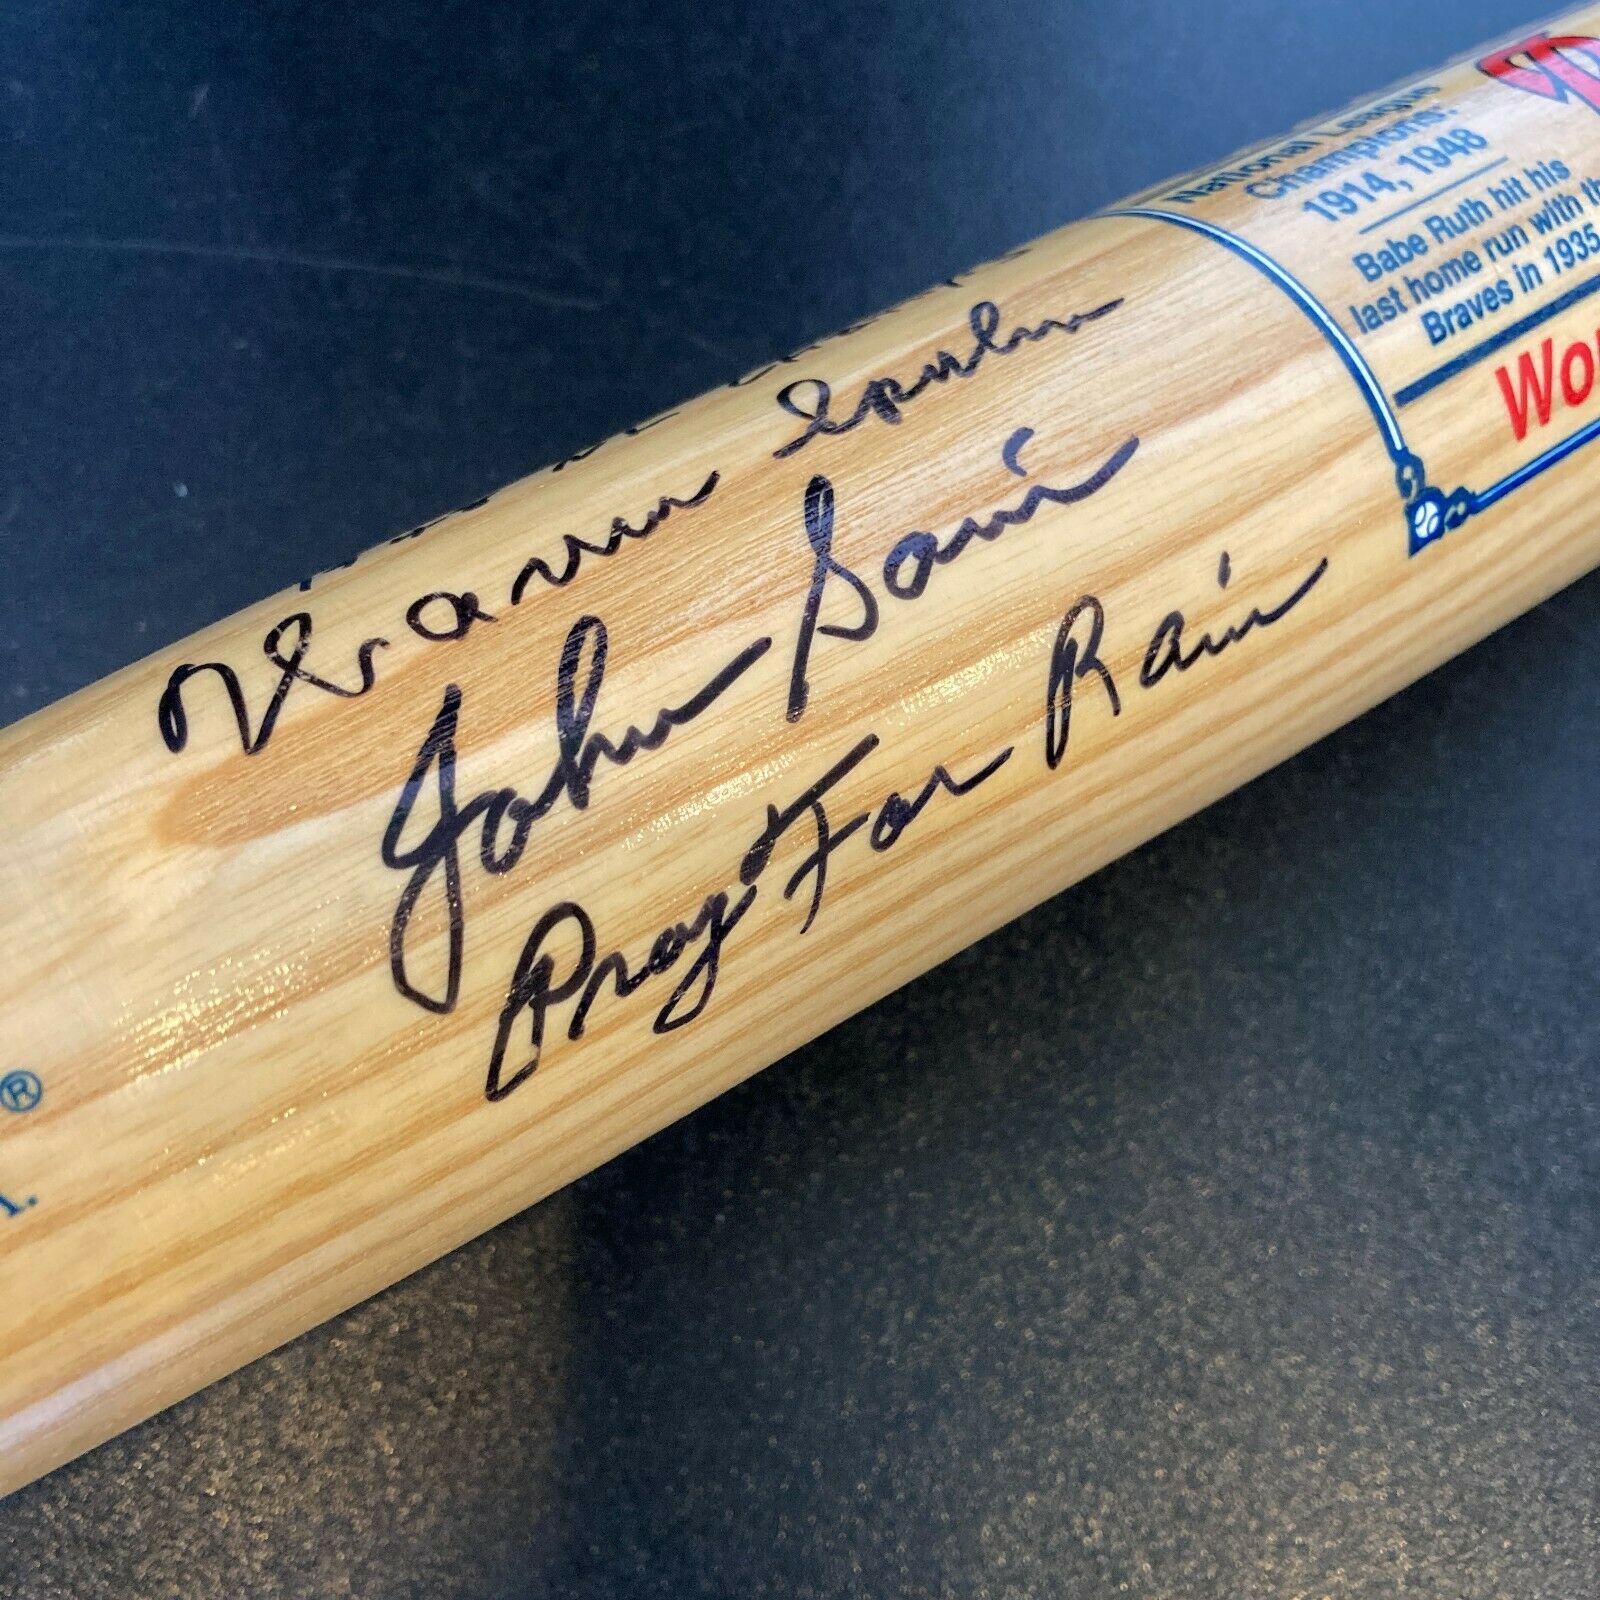 National League
Champions:
1914, 1948
Babe Ruth hit his
last home run with th
Braves in 1935
Wo
Warren Spahn
John Sain
Pray For Rain
®